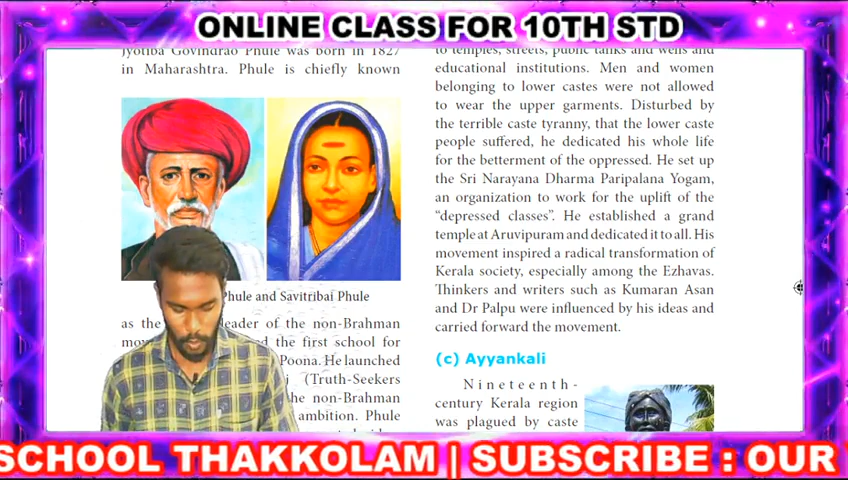 ONLINE CLASS FOR 10TH STD
Jyotiba Govindrao Phule was born in 1827
in Maharashtra. Phule is chiefly known
Phule and Savitribai Phule
as the leader of the non-Brahman
the first school for
Poona. He launched
(Truth-Seekers
the non-Brahman
ambition. Phule
to temples, streets, public tanks and wells and
educational institutions. Men and women
belonging to lower castes were not allowed
to wear the upper garments. Disturbed by
the terrible caste tyranny, that the lower caste
people suffered, he dedicated his whole life
for the betterment of the oppressed. He set up
the Sri Narayana Dharma Paripalana Yogam,
an organization to work for the uplift of the
“depressed classes”. He established a grand
temple at Aruvipuram and dedicated it to all. His
movement inspired a radical transformation of
Kerala society, especially among the Ezhavas.
Thinkers and writers such as Kumaran Asan
and Dr Palpu were influenced by his ideas and
carried forward the movement.
(c) Ayyankali
Nineteenth-
century Kerala region
was plagued by caste
SCHOOL THAKKOLAM | SUBSCRIBE : OUR